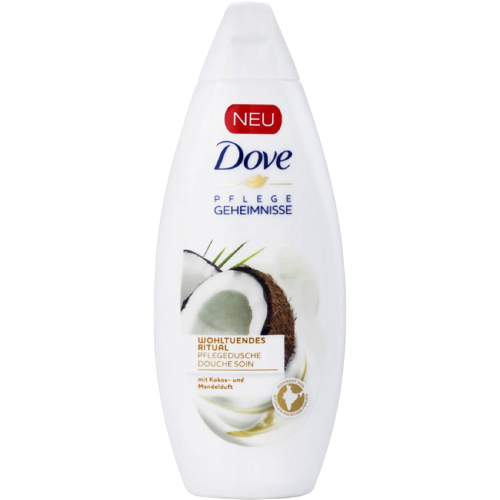 NEU
Dove
PFLEGE
GEHEIMNISSE
WOHLTUENDES
RITUAL
PFLEGEDUSCHE
DOUCHE SOIN
mit Kokos- und
Mandelduft